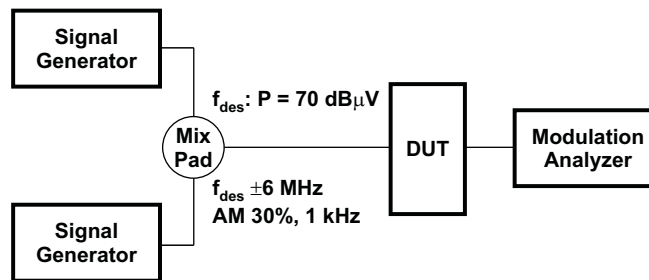 Signal
Generator
f_des: P = 70 dBμV
Mix
Pad
DUT
Modulation
Analyzer
f_des ±6 MHz
AM 30%, 1 kHz
Signal
Generator